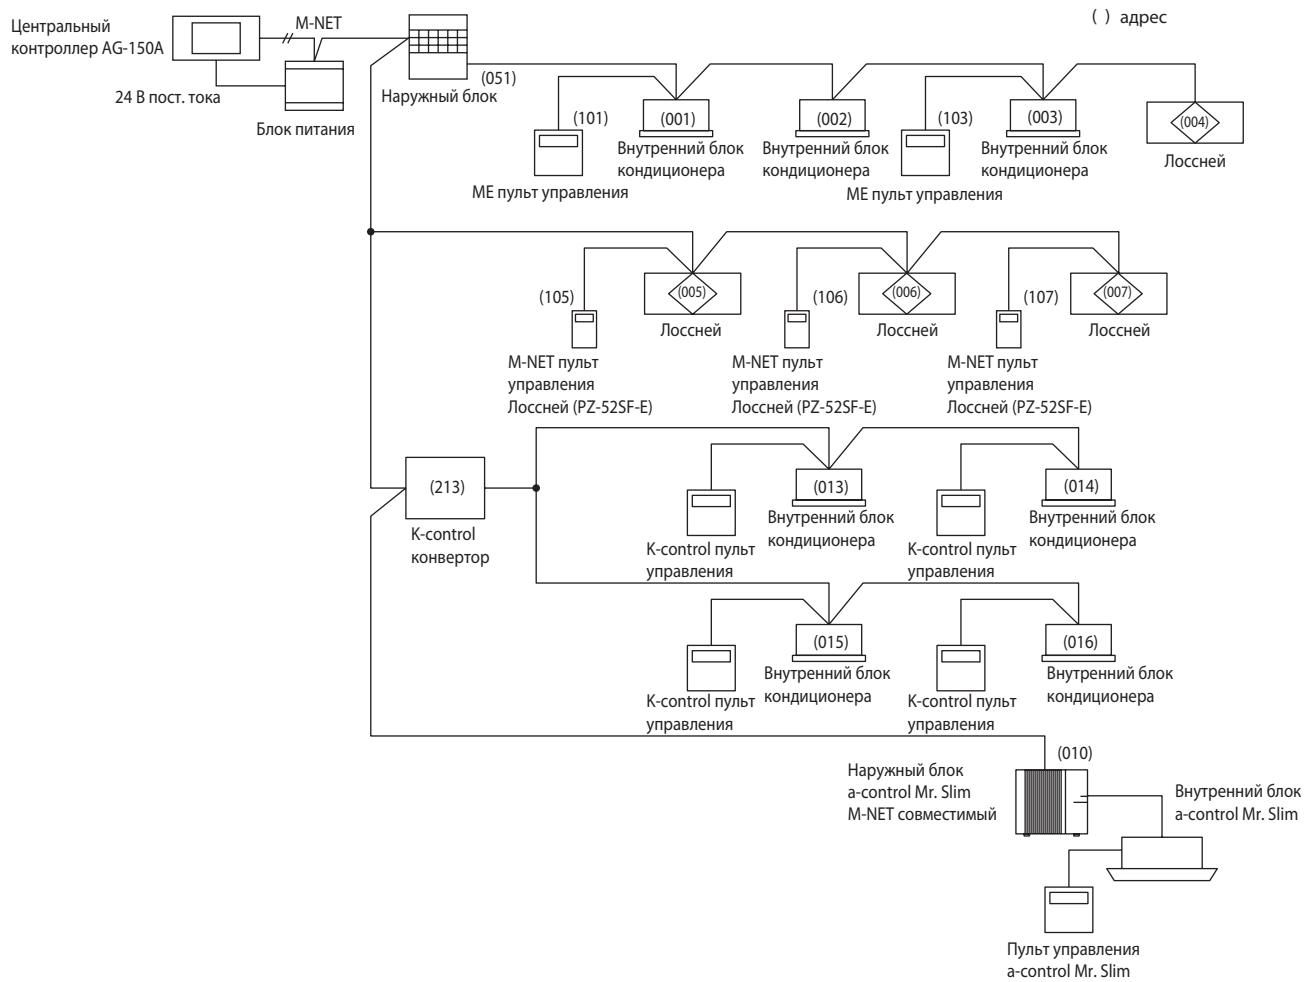 Центральный
контроллер AG-150A
M-NET
( ) адрес
24 В пост. тока
Блок питания
Наружный блок
(051)
(101)
(001)
(002)
(103)
(003)
(004)
Внутренний блок
кондиционера
Внутренний блок
кондиционера
Внутренний блок
кондиционера
Лоссней
ME пульт управления
ME пульт управления
(105)
(005)
(106)
(006)
(107)
(007)
Лоссней
Лоссней
Лоссней
M-NET пульт
управления
Лоссней (PZ-52SF-E)
M-NET пульт
управления
Лоссней (PZ-52SF-E)
M-NET пульт
управления
Лоссней (PZ-52SF-E)
(213)
K-control
конвертор
(013)
(014)
Внутренний блок
кондиционера
Внутренний блок
кондиционера
K-control пульт
управления
K-control пульт
управления
(015)
(016)
Внутренний блок
кондиционера
Внутренний блок
кондиционера
K-control пульт
управления
K-control пульт
управления
(010)
Наружный блок
a-control Mr. Slim
M-NET совместимый
Внутренний блок
a-control Mr. Slim
Пульт управления
a-control Mr. Slim